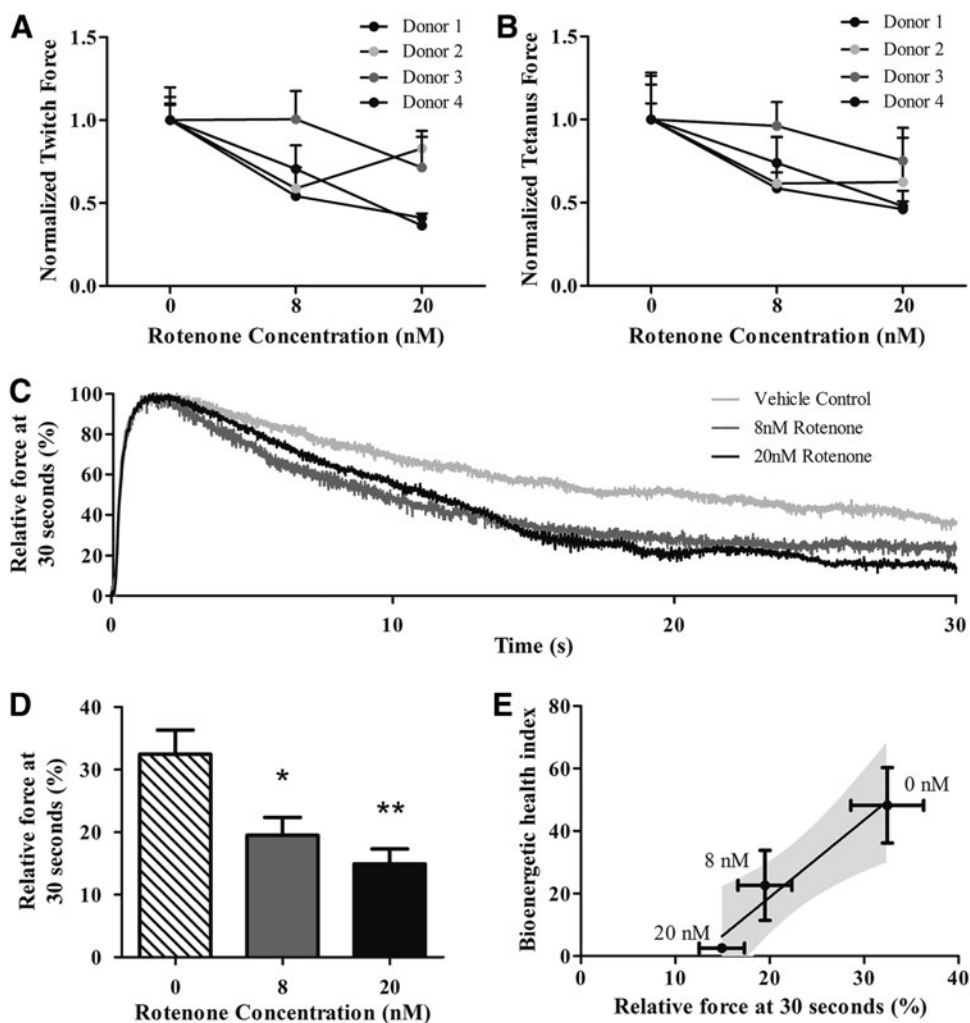 A
Normalized Twitch Force
1.5
1.0
0.5
0.0
0
8
20
Rotenone Concentration (nM)
Donor 1
Donor 2
Donor 3
Donor 4
B
Normalized Tetanus Force
1.5
1.0
0.5
0.0
0
8
20
Rotenone Concentration (nM)
Donor 1
Donor 2
Donor 3
Donor 4
C
Relative force at
30 seconds (%)
100
80
60
40
20
0
0
10
20
30
Time (s)
Vehicle Control
8nM Rotenone
20nM Rotenone
D
Relative force at
30 seconds (%)
40
30
20
10
0
*
**
0
8
20
Rotenone Concentration (nM)
E
Bioenergetic health index
80
60
40
20
0
0 nM
8 nM
20 nM
0
10
20
30
40
Relative force at 30 seconds (%)